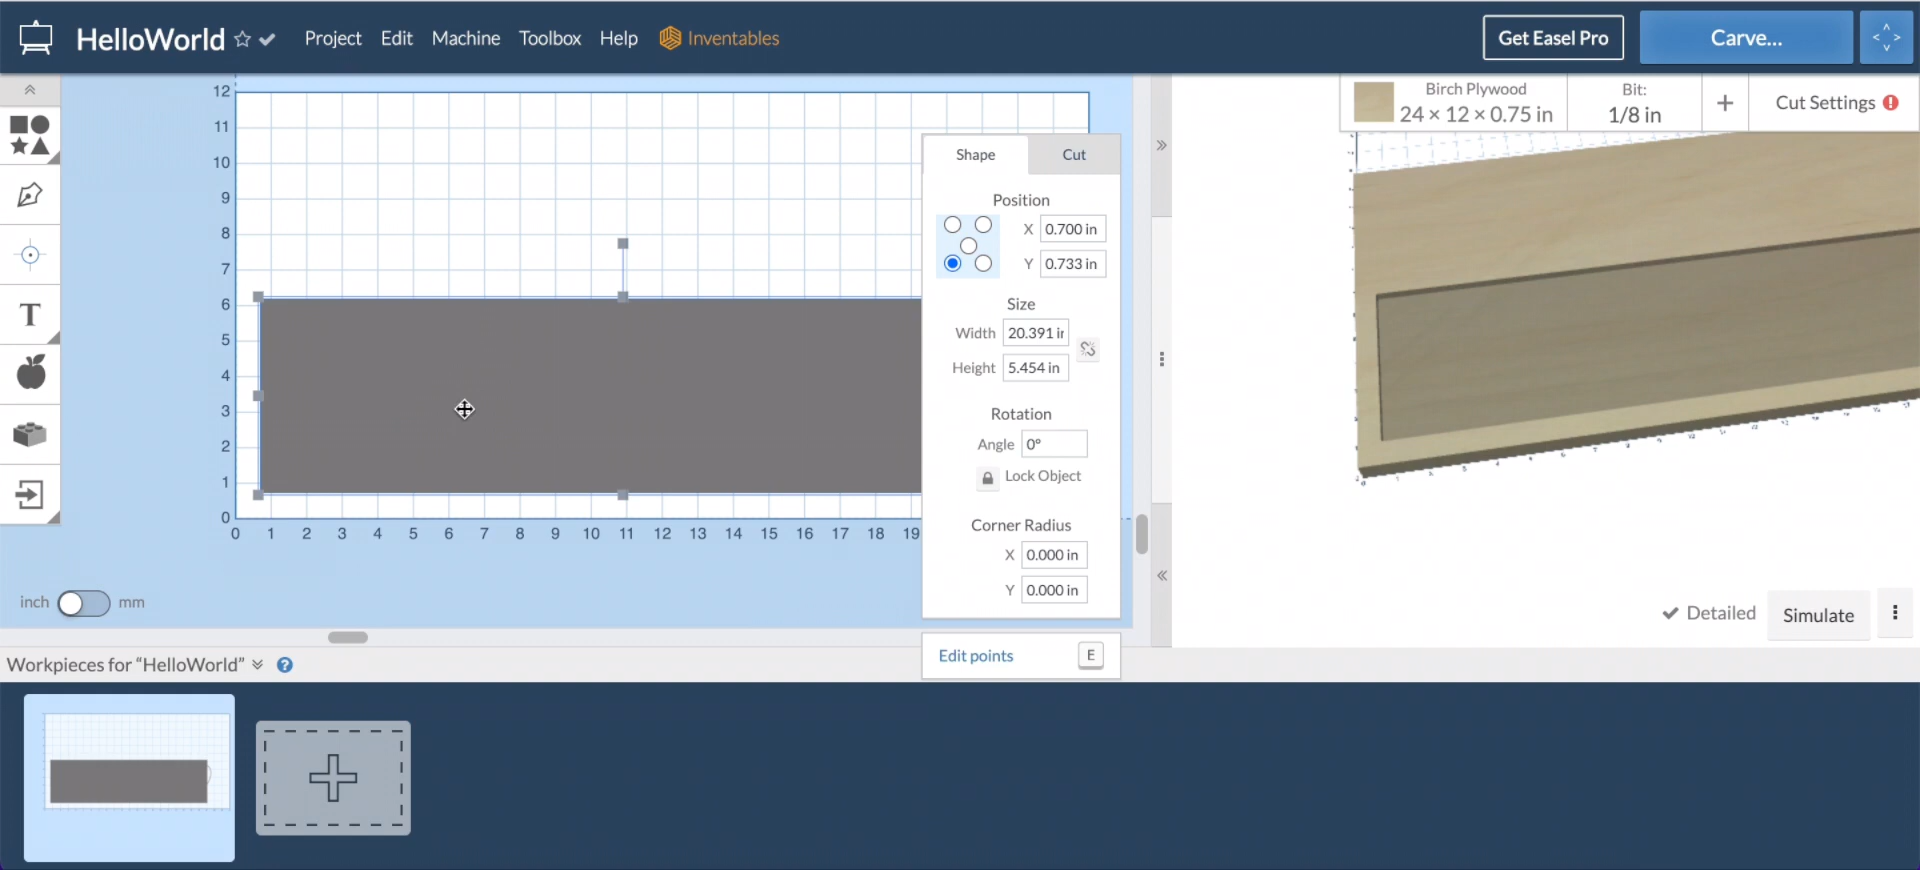 HelloWorld Project Edit Machine Toolbox Help Inventables Get Easel Pro Carve...
Birch Plywood
24 × 12 × 0.75 in
Bit:
1/8 in
+
Cut Settings
T
12
11
10
9
8
7
6
5
4
3
2
1
0
0 1 2 3 4 5 6 7 8 9 10 11 12 13 14 15 16 17 18 19
Shape Cut
Position
X 0.700 in
Y 0.733 in
Size
Width 20.391 ir
Height 5.454 in
Rotation
Angle 0°
Lock Object
Corner Radius
X 0.000 in
Y 0.000 in
Edit points E
inch mm
Detailed Simulate
Workpieces for “HelloWorld” ?